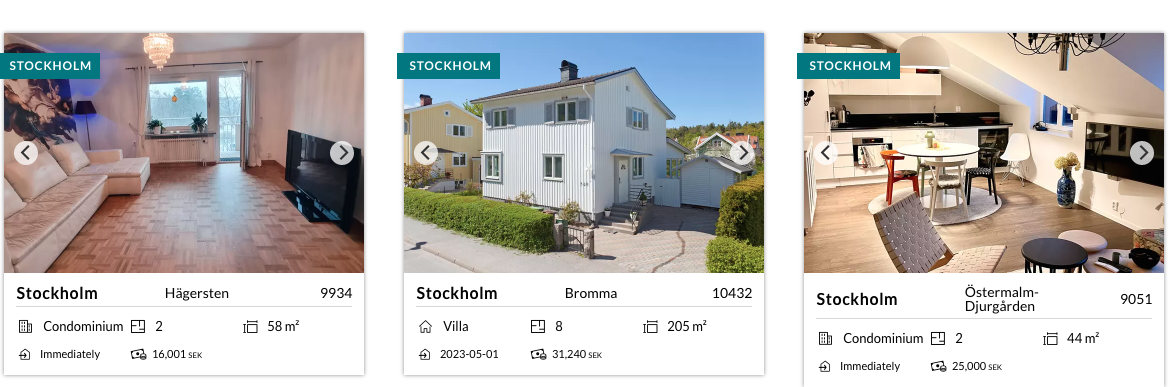 STOCKHOLM
Stockholm Hägersten 9934
Condominium 2 58 m²
Immediately 16,001 SEK
STOCKHOLM
Stockholm Bromma 10432
Villa 8 205 m²
2023-05-01 31,240 SEK
STOCKHOLM
Stockholm Östermalm-
Djurgården 9051
Condominium 2 44 m²
Immediately 25,000 SEK